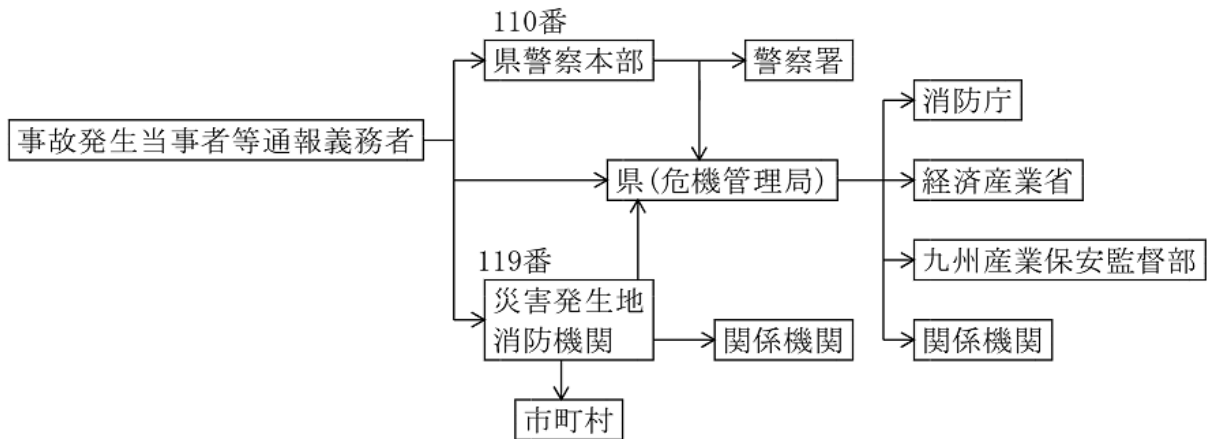 110番
県警察本部
警察署
消防庁
事故発生当事者等通報義務者
県(危機管理局)
経済産業省
119番
九州産業保安監督部
災害発生地
消防機関
関係機関
関係機関
市町村